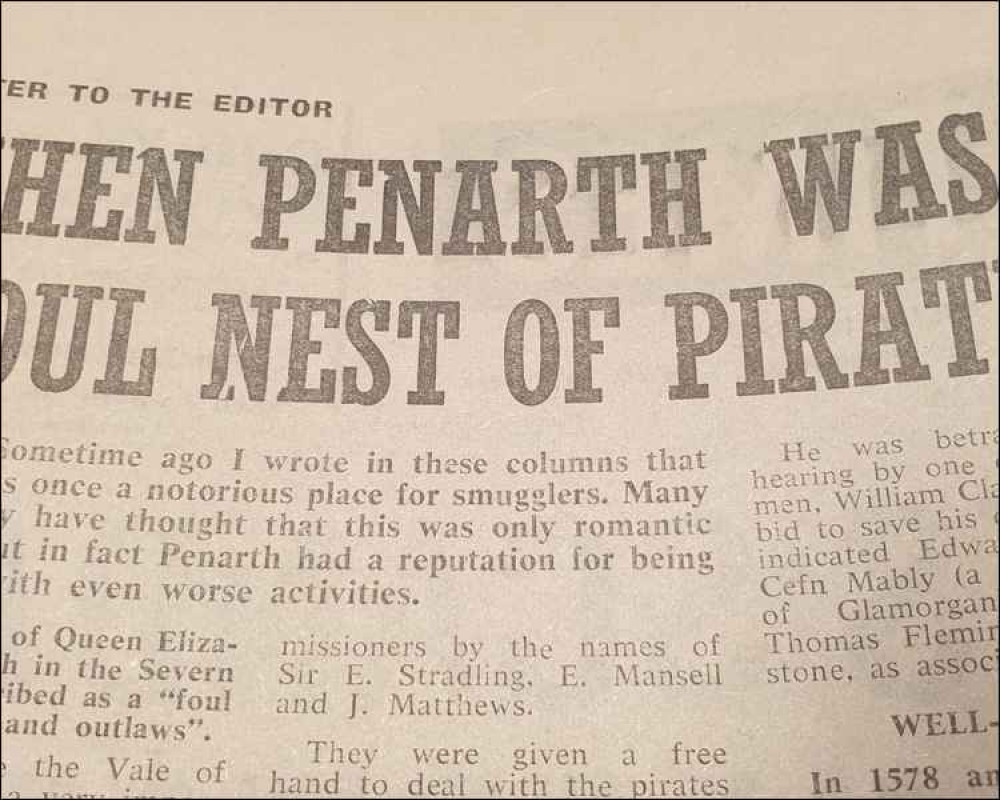 TER TO THE EDITOR
HEN PENARTH WAS
OUL NEST OF PIRAT
Sometime ago I wrote in these columns that
s once a notorious place for smugglers. Many
y have thought that this was only romantic
ut in fact Penarth had a reputation for being
ith even worse activities.
of Queen Eliza-
h in the Severn
ribed as a “foul
and outlaws”.
the Vale of
missioners by the names of
Sir E. Stradling, E. Mansell
and J. Matthews.
They were given a free
hand to deal with the pirates
He was betra
hearing by one
men, William Cla
bid to save his
indicated Edwa
Cefn Mably (a
of Glamorgan
Thomas Flemin
stone, as associ
WELL-
In 1578 an